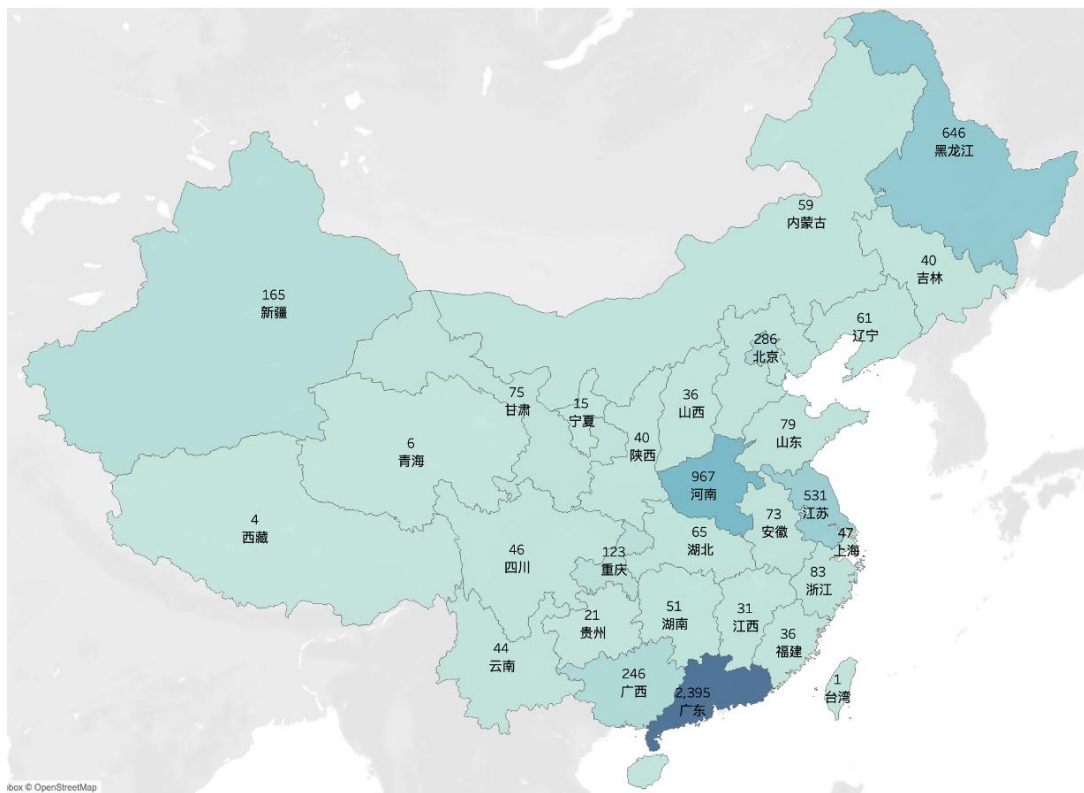 646
黑龙江
59
内蒙古
40
吉林
165
新疆
61
辽宁
286
北京
75
甘肃
15
宁夏
36
山西
79
山东
6
青海
40
陕西
967
河南
531
江苏
4
西藏
46
四川
123
重庆
65
湖北
73
安徽
47
上海
83
浙江
21
贵州
51
湖南
31
江西
36
福建
44
云南
246
广西
2,395
广东
1
台湾
box © OpenStreetMap